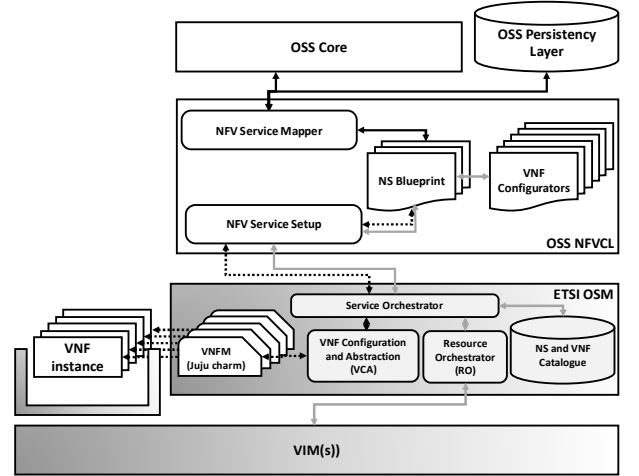 OSS Core
OSS Persistency
Layer
NFV Service Mapper
NS Blueprint
VNF
Configurators
NFV Service Setup
OSS NFVCL
ETSI OSM
Service Orchestrator
VNF
instance
VNFM
(Juju charm)
VNF Configuration
and Abstraction
(VCA)
Resource
Orchestrator
(RO)
NS and VNF
Catalogue
VIM(s))